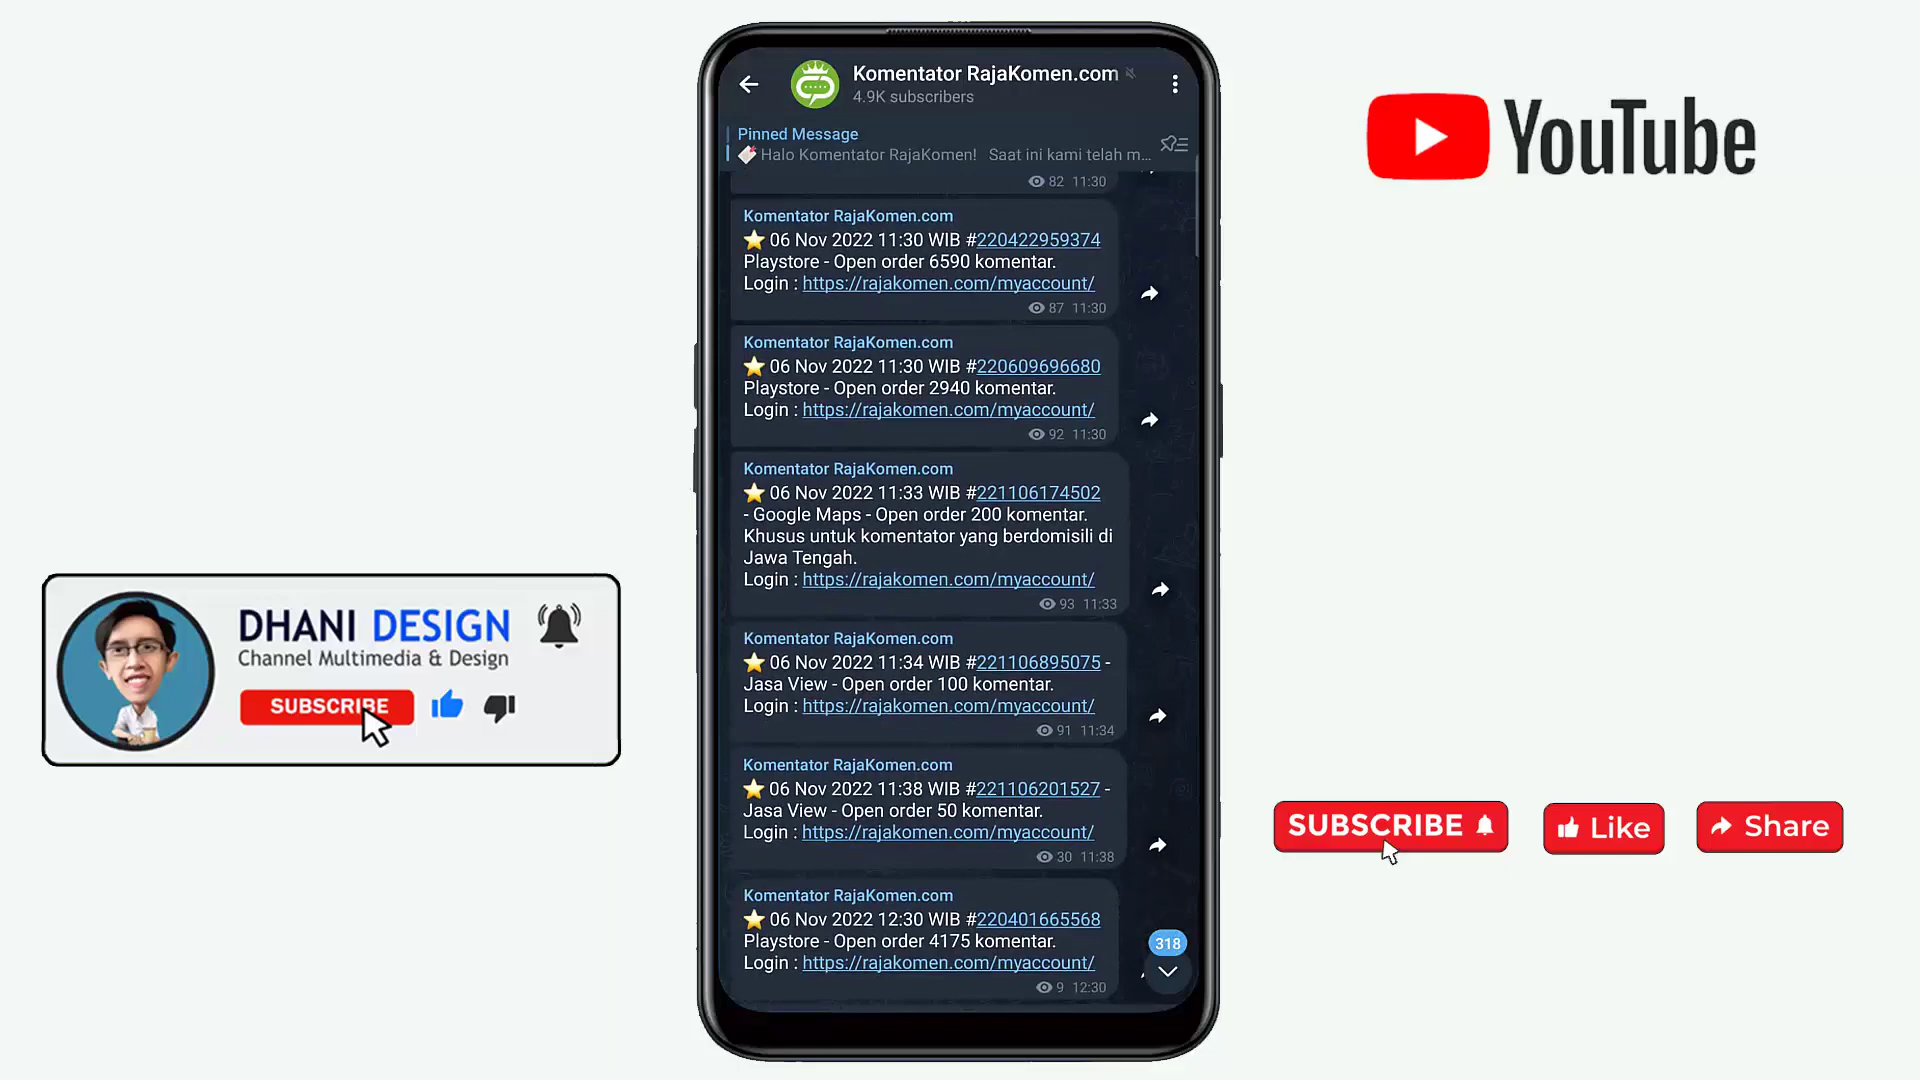 Komentator RajaKomen.com
4.9K subscribers
Pinned Message
Halo Komentator RajaKomen! Saat ini kami telah m...
82 11:30
Komentator RajaKomen.com
06 Nov 2022 11:30 WIB #220422959374
Playstore - Open order 6590 komentar.
Login : https://rajakomen.com/myaccount/
87 11:30
Komentator RajaKomen.com
06 Nov 2022 11:30 WIB #220609696680
Playstore - Open order 2940 komentar.
Login : https://rajakomen.com/myaccount/
92 11:30
Komentator RajaKomen.com
06 Nov 2022 11:33 WIB #221106174502
- Google Maps - Open order 200 komentar.
Khusus untuk komentator yang berdomisili di
Jawa Tengah.
Login : https://rajakomen.com/myaccount/
93 11:33
Komentator RajaKomen.com
06 Nov 2022 11:34 WIB #221106895075 -
Jasa View - Open order 100 komentar.
Login : https://rajakomen.com/myaccount/
91 11:34
Komentator RajaKomen.com
06 Nov 2022 11:38 WIB #221106201527 -
Jasa View - Open order 50 komentar.
Login : https://rajakomen.com/myaccount/
30 11:38
Komentator RajaKomen.com
06 Nov 2022 12:30 WIB #220401665568
Playstore - Open order 4175 komentar.
Login : https://rajakomen.com/myaccount/
9 12:30
318
DHANI DESIGN
Channel Multimedia & Design
SUBSCRIBE
YouTube
SUBSCRIBE
Like
Share